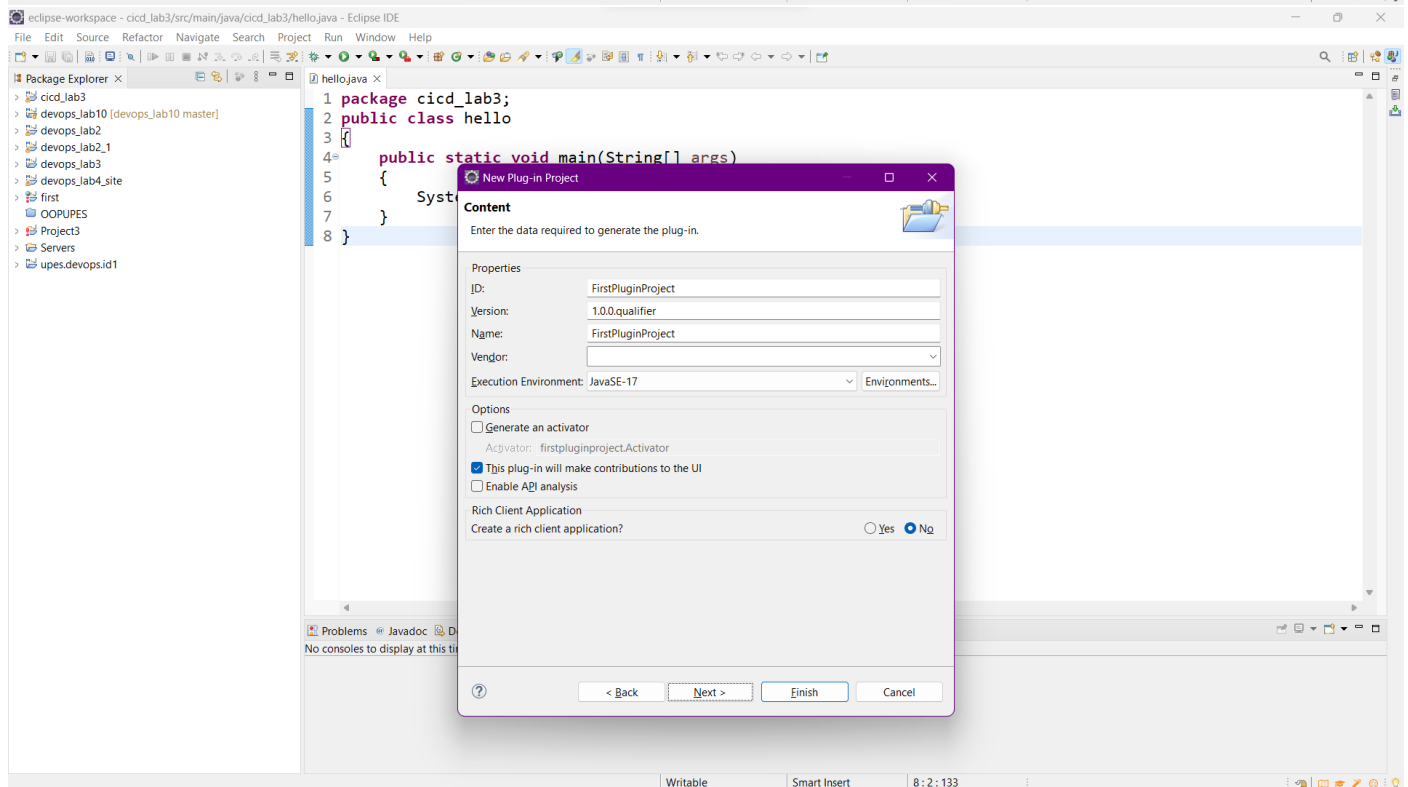 eclipse-workspace - cicd_lab3/src/main/java/cicd_lab3/hello.java - Eclipse IDE
File Edit Source Refactor Navigate Search Project Run Window Help
Package Explorer
cicd_lab3
devops_lab10 [devops_lab10 master]
devops_lab2
devops_lab2_1
devops_lab3
devops_lab4_site
first
OOPUPES
Project3
Servers
upes.devops.id1
hello.java
1 package cicd_lab3;
2 public class hello
3 {
4 public static void main(String[] args)
5 {
6 Syst
7 }
8 }
New Plug-in Project
Content
Enter the data required to generate the plug-in.
Properties
ID: FirstPluginProject
Version: 1.0.0.qualifier
Name: FirstPluginProject
Vendor:
Execution Environment: JavaSE-17 Environments...
Options
Generate an activator
Activator: firstpluginproject.Activator
This plug-in will make contributions to the UI
Enable API analysis
Rich Client Application
Create a rich client application? Yes No
< Back Next > Finish Cancel
Problems Javadoc D
No consoles to display at this ti
Writable Smart Insert 8 : 2 : 133